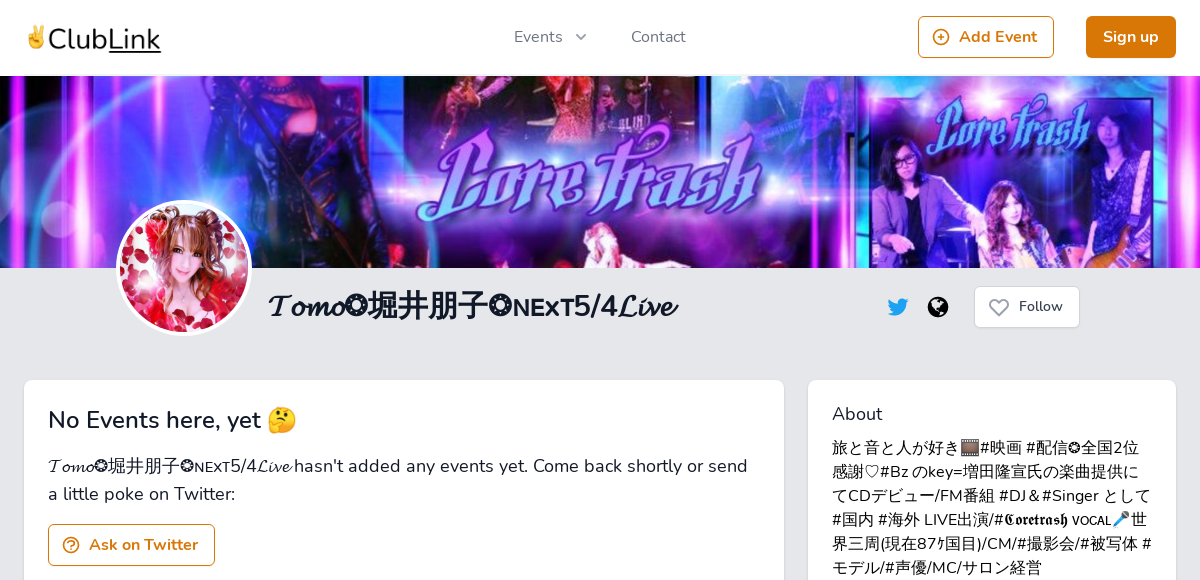 ✌️ClubLink
Events
Contact
Add Event
Sign up
BLIND
Core Trash
Core Trash
𝓣𝓸𝓶𝓸❂堀井朋子❂ɴᴇxᴛ5/4𝓛𝓲𝓿𝓮
Follow
No Events here, yet 🤔
𝓣𝓸𝓶𝓸❂堀井朋子❂ɴᴇxᴛ5/4𝓛𝓲𝓿𝓮 hasn't added any events yet. Come back shortly or send
a little poke on Twitter:
Ask on Twitter
About
旅と音と人が好き🎞️#映画 #配信❂全国2位
感謝♡#Bz のkey=増田隆宣氏の楽曲提供に
てCDデビュー/FM番組 #DJ＆#Singer として
#国内 #海外 LIVE出演/#𝕮𝖔𝖗𝖊𝖙𝖗𝖆𝖘𝖍 ᴠᴏᴄᴀʟ🎤世
界三周(現在87ｹ国目)/CM/#撮影会/#被写体 #
モデル/#声優/MC/サロン経営